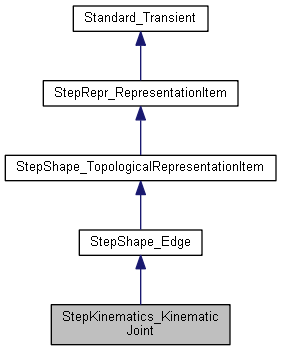 Standard_Transient
StepRepr_RepresentationItem
StepShape_TopologicalRepresentationItem
StepShape_Edge
StepKinematics_Kinematic
Joint